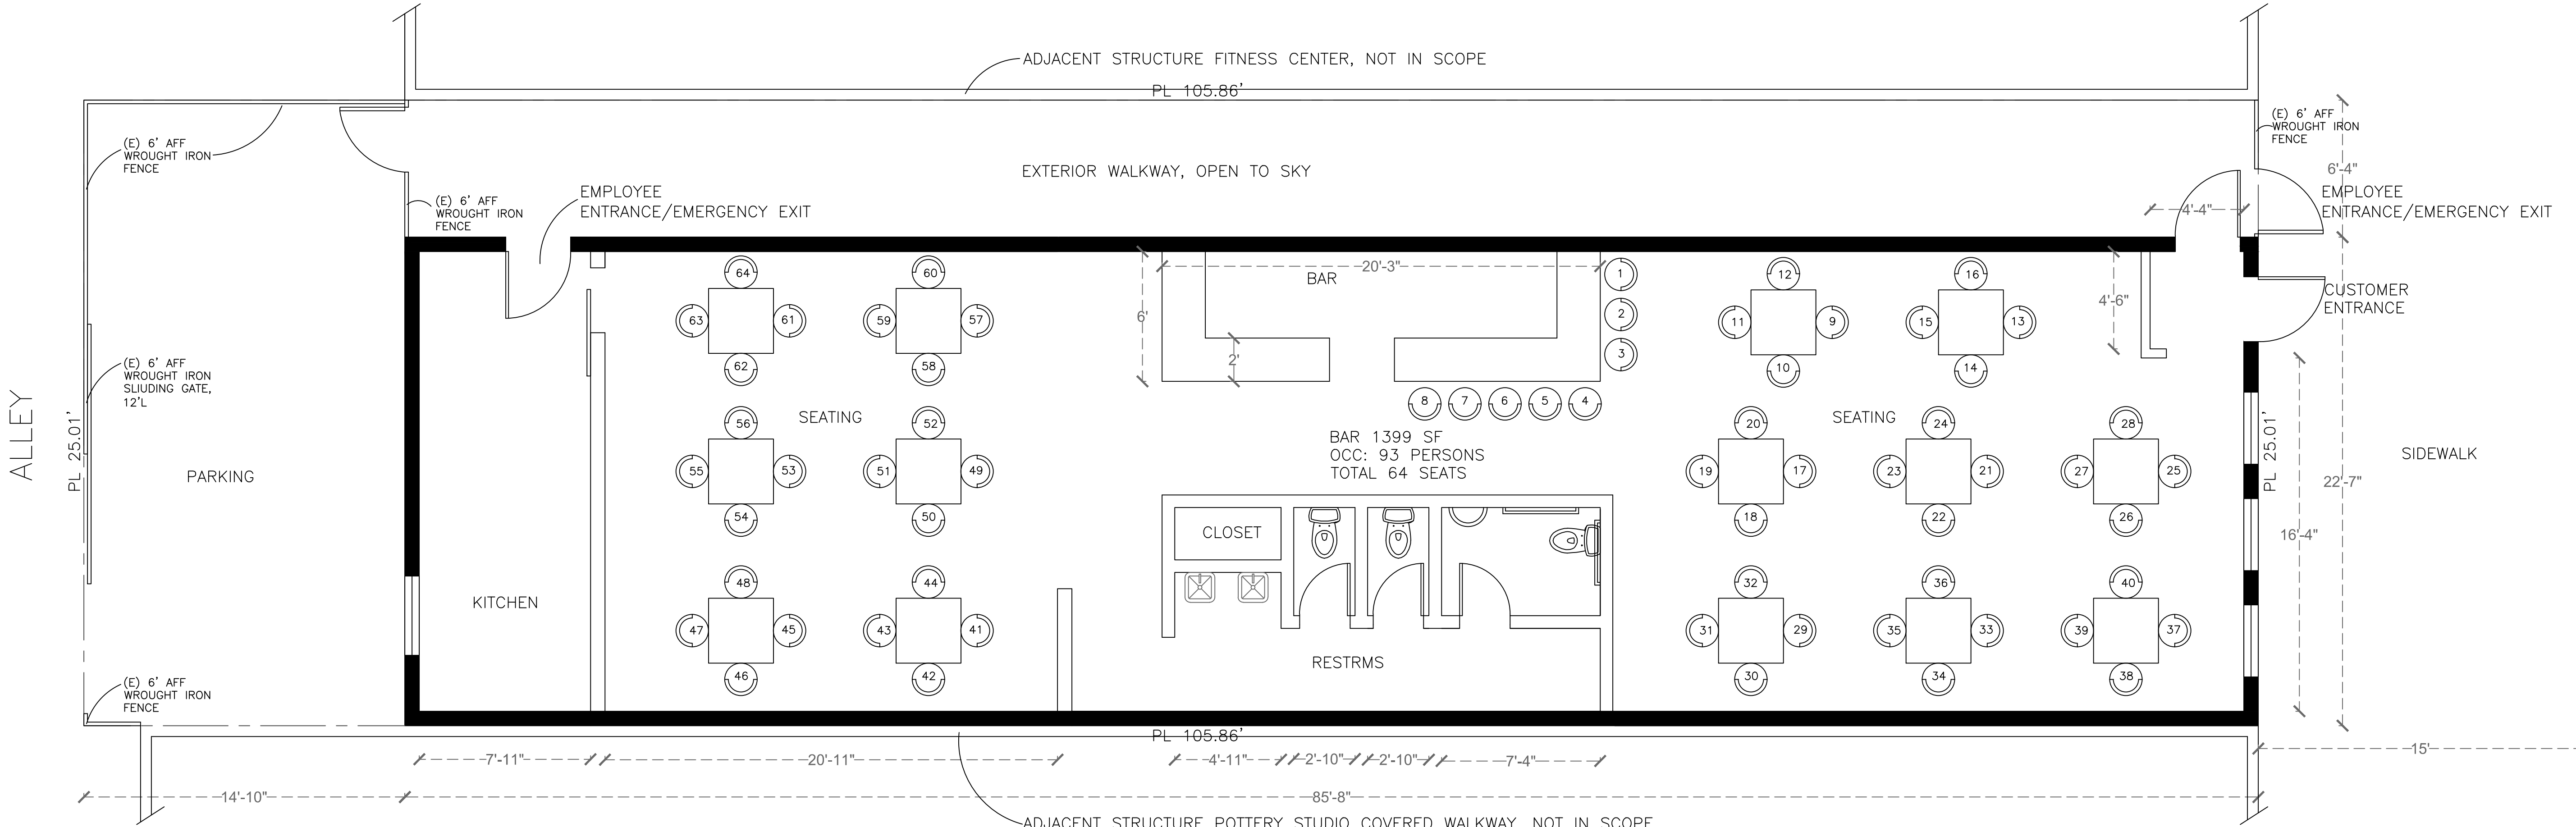 ADJACENT STRUCTURE FITNESS CENTER, NOT IN SCOPE
PL 105.86'
(E) 6' AFF
WROUGHT IRON
FENCE
(E) 6' AFF
WROUGHT IRON
FENCE
6'-4"
EXTERIOR WALKWAY, OPEN TO SKY
EMPLOYEE
ENTRANCE/EMERGENCY EXIT
(E) 6' AFF
WROUGHT IRON
FENCE
EMPLOYEE
ENTRANCE/EMERGENCY EXIT
4'-4"
20'-3"
BAR
6'
2'
4'-6"
CUSTOMER
ENTRANCE
64
60
63
61
59
57
62
58
1
2
3
12
16
11
9
15
13
10
14
(E) 6' AFF
WROUGHT IRON
SLIUDING GATE,
12'L
ALLEY
PL 25.01'
PARKING
SEATING
56
52
55
53
51
49
54
50
8
7
6
5
4
BAR 1399 SF
OCC: 93 PERSONS
TOTAL 64 SEATS
SEATING
20
24
28
19
17
23
21
27
25
18
22
26
PL 25.01'
SIDEWALK
22'-7"
16'-4"
CLOSET
KITCHEN
48
44
47
45
43
41
46
42
RESTRMS
32
36
40
31
29
35
33
39
37
30
34
38
(E) 6' AFF
WROUGHT IRON
FENCE
PL 105.86'
7'-11"
20'-11"
4'-11"
2'-10"
2'-10"
7'-4"
15'
14'-10"
85'-8"
ADJACENT STRUCTURE POTTERY STUDIO COVERED WALKWAY, NOT IN SCOPE